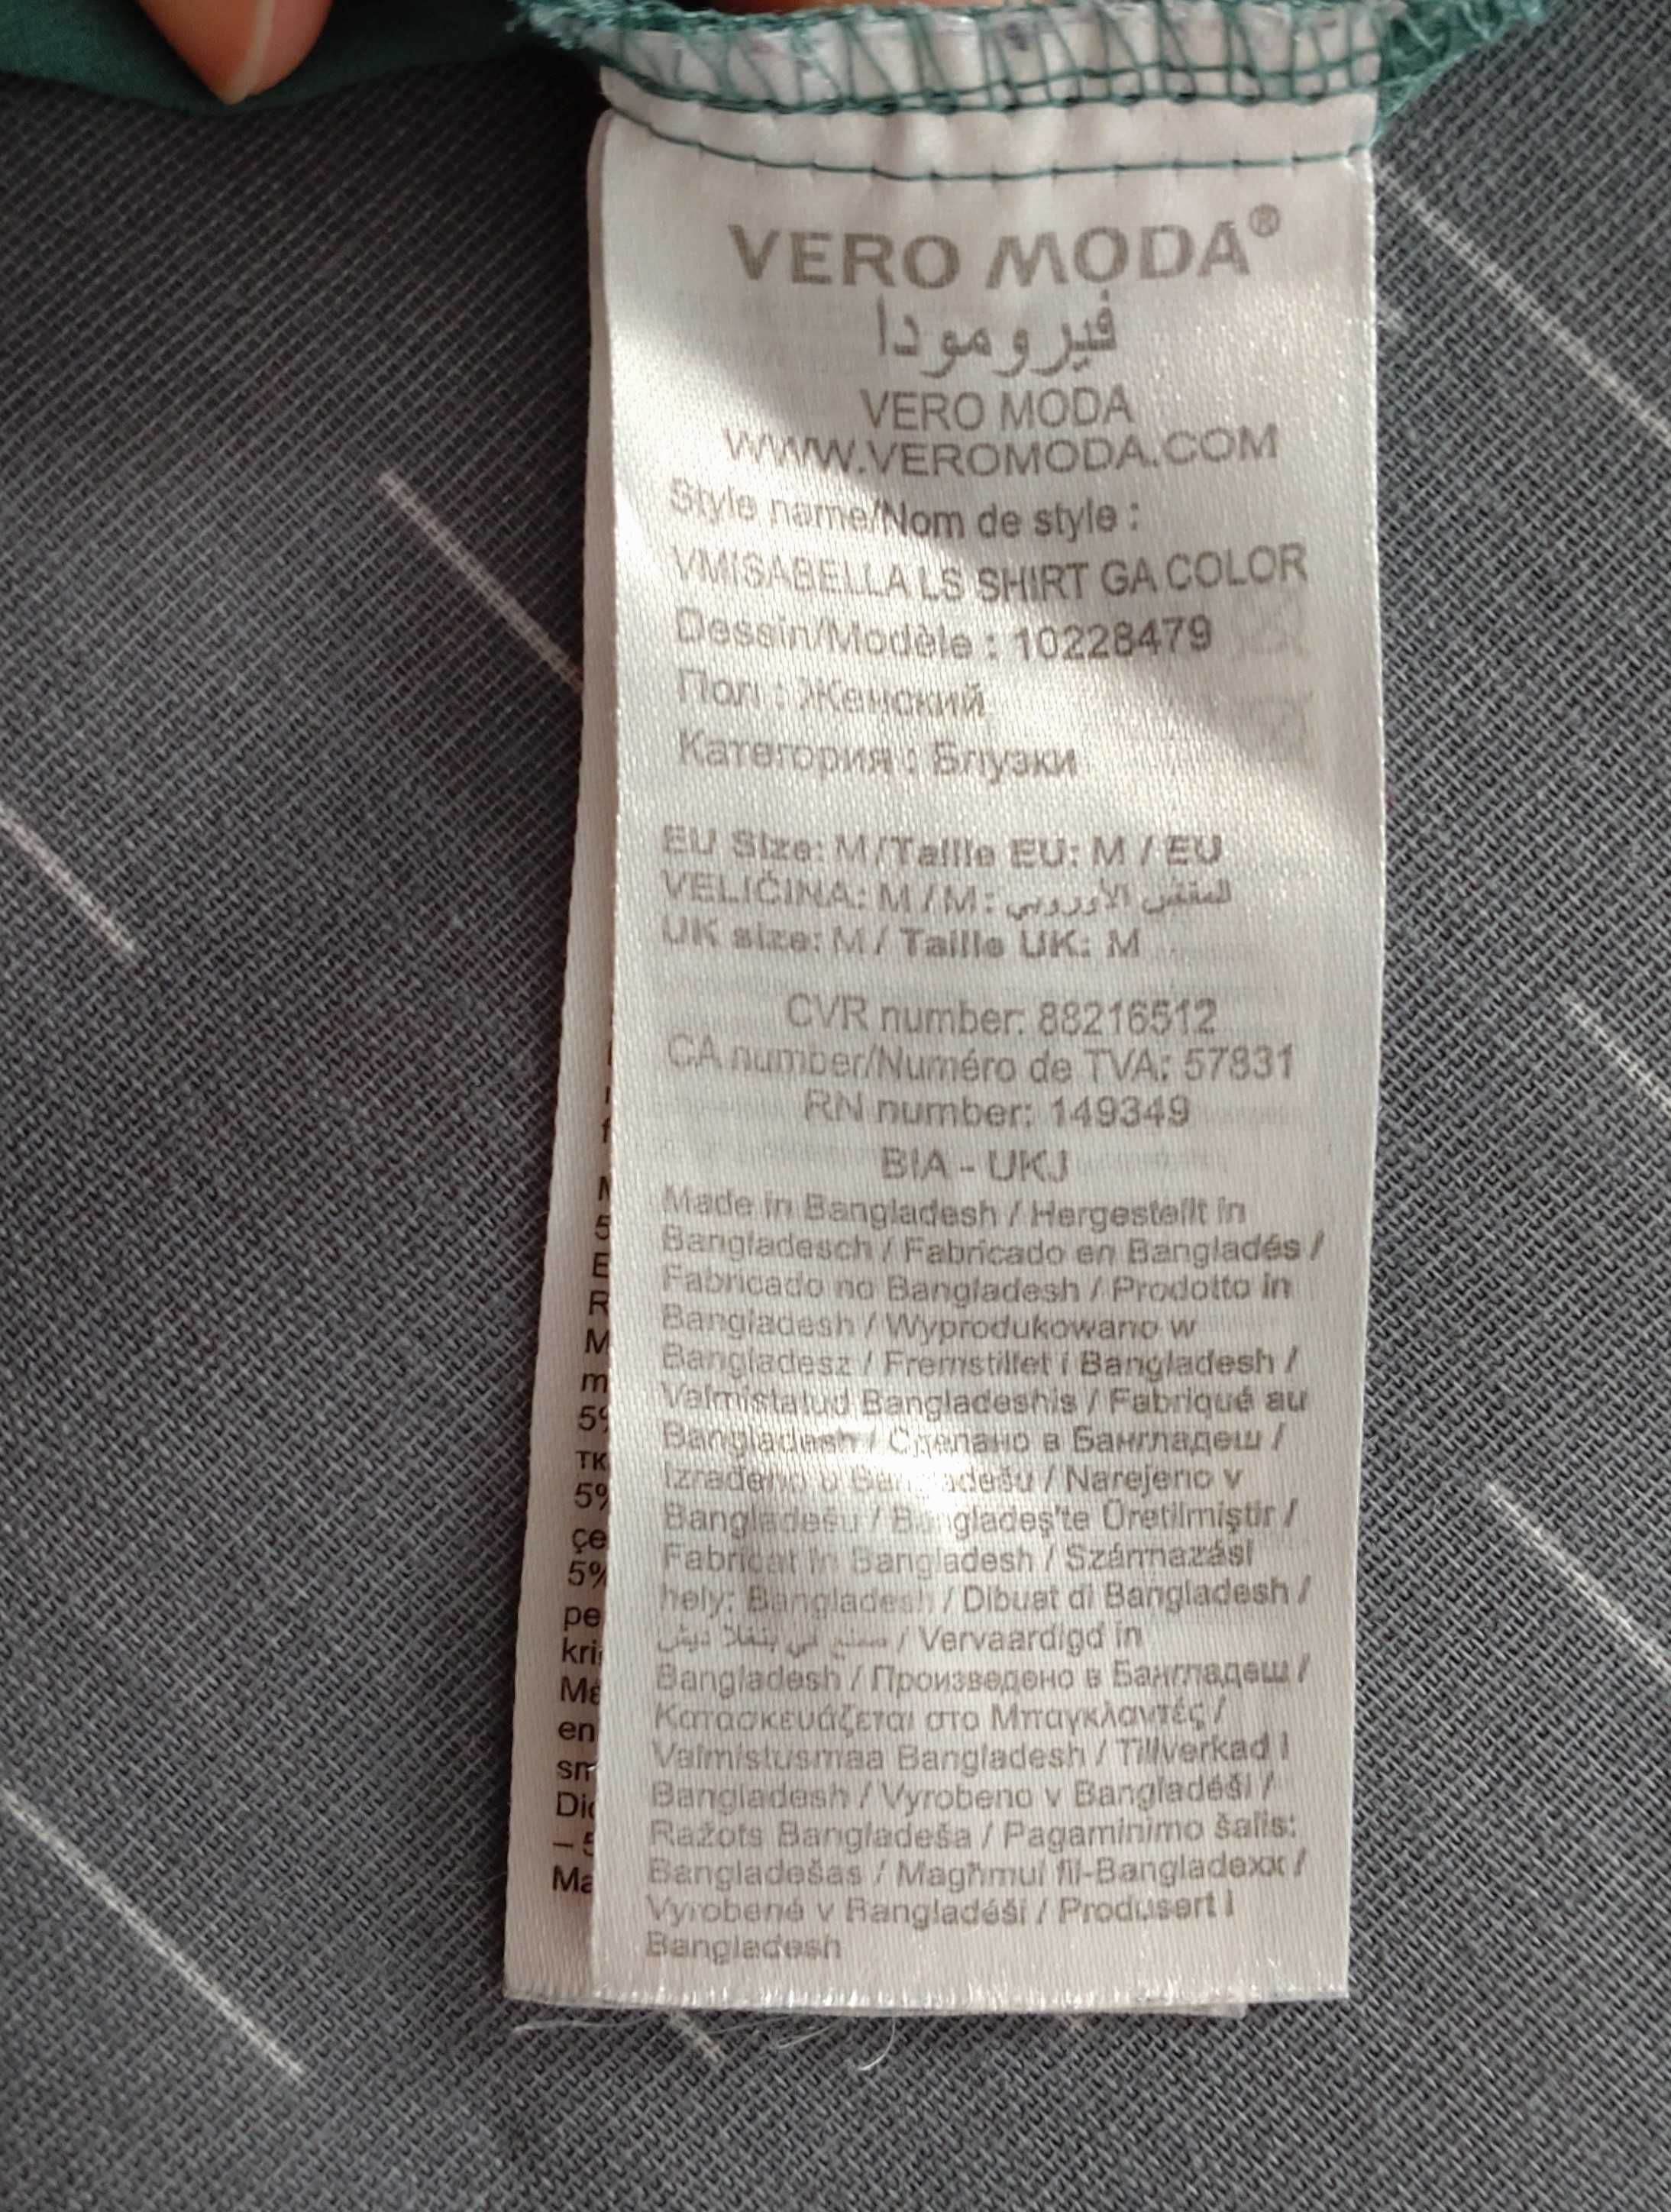 VERO MODA®
فيرومودا
VERO MODA
WWW.VEROMODA.COM
Style name/Nom de style :
VMISABELLA LS SHIRT GA COLOR
Dessin/Modèle : 10228479
Пол : Женский
Категория : Блузки
EU Size: M/Taille EU: M / EU
VELIČINA: M / M : المقفس الأوروبي
UK size: M / Taille UK: M
CVR number: 88216512
CA number/Numéro de TVA: 57831
RN number: 149349
BIA - UKJ
Made in Bangladesh / Hergestellt in
Bangladesch / Fabricado en Bangladés /
Fabricado no Bangladesh / Prodotto in
Bangladesh / Wyprodukowano w
Bangladesz / Fremstillet i Bangladesh /
Valmistatud Bangladeshis / Fabriqué au
Bangladesh / Сделано в Бангладеш /
Izrađeno u Bangladešu / Narejeno v
Bangladešu / Bangladeş'te Üretilmiştir /
Fabricat în Bangladesh / Származási
hely: Bangladesh / Dibuat di Bangladesh /
صنع في بنغلاديش / Vervaardigd in
Bangladesh / Произведено в Бангладеш /
Κατασκευάζεται στο Μπαγκλαντές /
Valmistusmaa Bangladesh / Tillverkad i
Bangladesh / Vyrobeno v Bangladéši /
Ražots Bangladeša / Pagaminimo šalis:
Bangladešas / Magħmul fil-Bangladexx /
Vyrobené v Bangladéši / Produsert i
Bangladesh